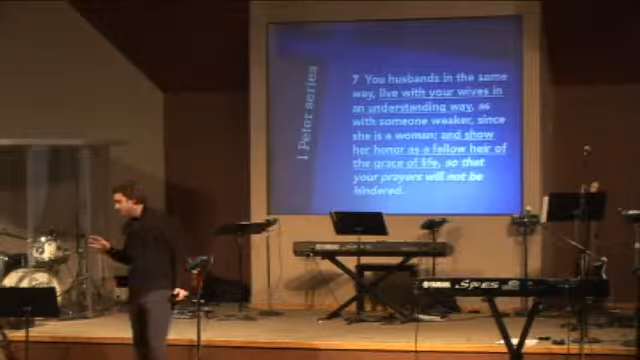 1 Peter series
7 You husbands in the same
way, live with your wives in
an understanding way, as
with someone weaker, since
she is a woman; and show
her honor as a fellow heir of
the grace of life, so that
your prayers will not be
hindered.
YAMAHA